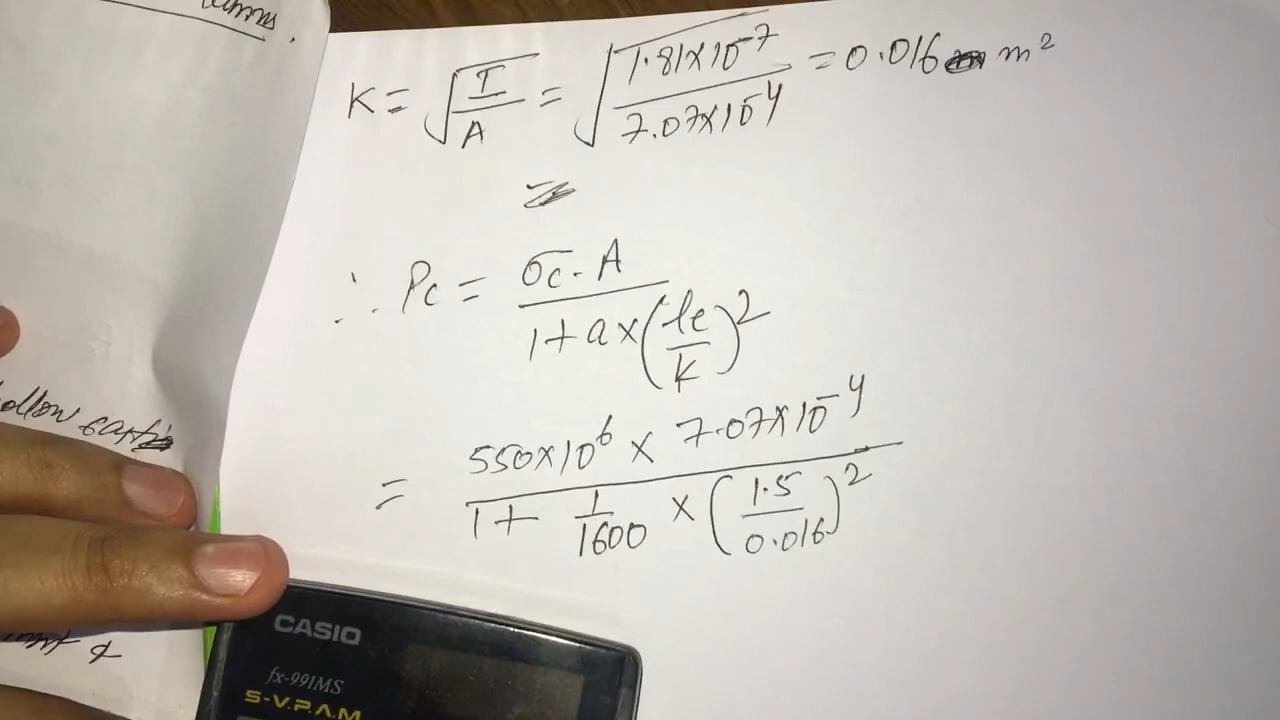 K = √(I/A) = √(1.81×10⁻⁷/7.07×10⁻⁴) = 0.016 m²
∴ Pc = σc · A / 1 + a × (le/K)²
= 550×10⁶ × 7.07×10⁻⁴ / 1 + 1/1600 × (1.5/0.016)²
CASIO
fx-991MS
S-V.P.A.M